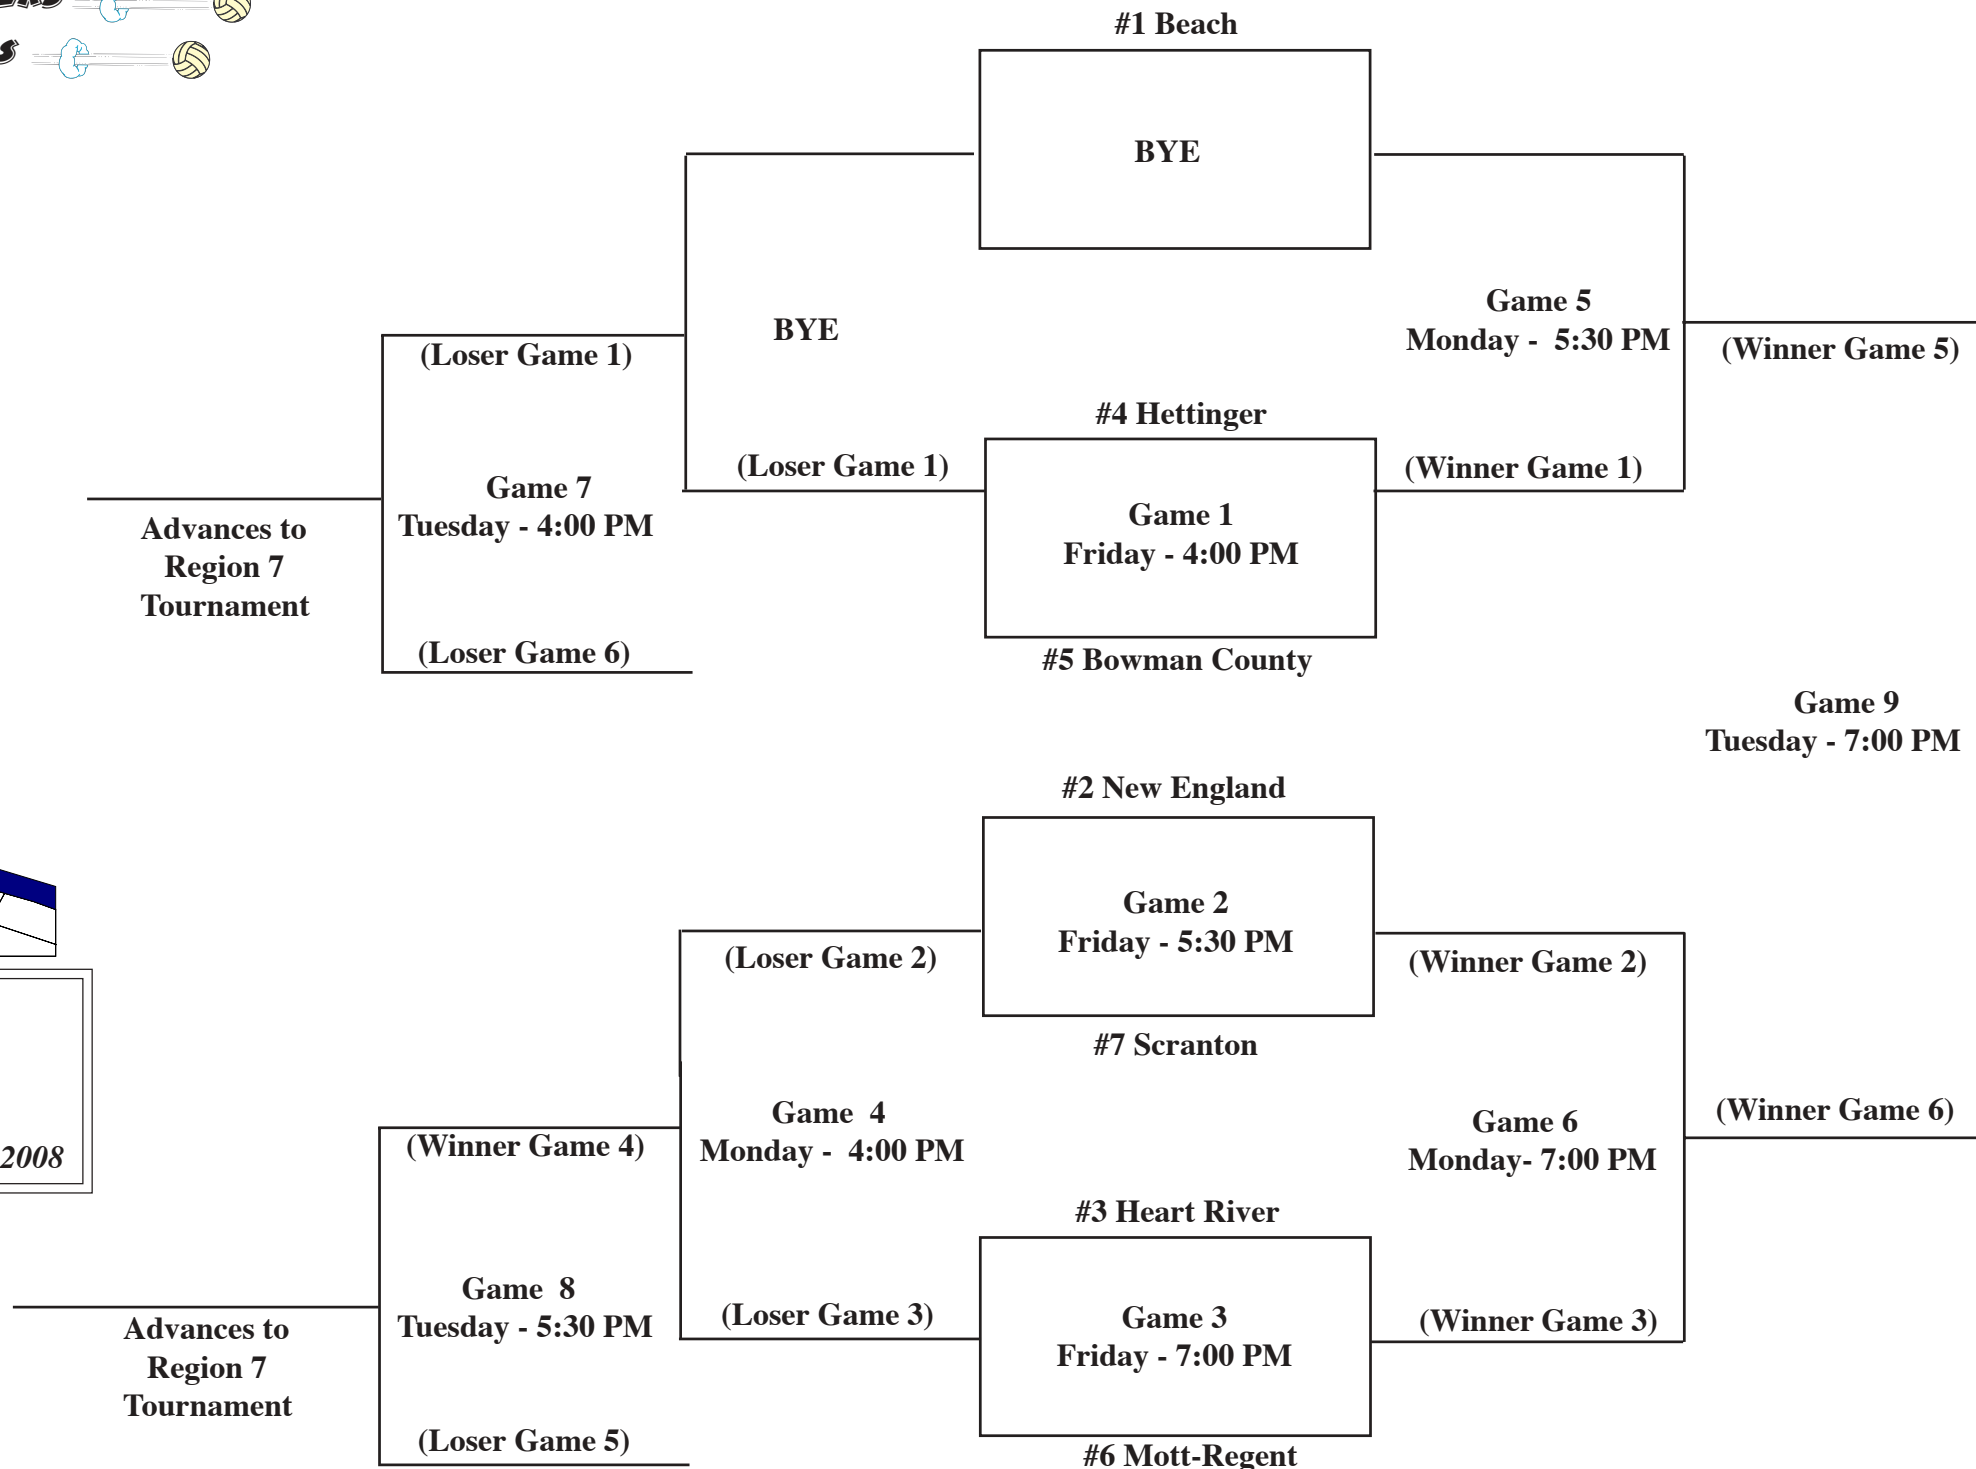 #1 Beach
BYE
BYE
Game 5
Monday - 5:30 PM
(Loser Game 1)
(Winner Game 5)
#4 Hettinger
(Loser Game 1)
(Winner Game 1)
Game 7
Tuesday - 4:00 PM
Game 1
Friday - 4:00 PM
Advances to
Region 7
Tournament
(Loser Game 6)
#5 Bowman County
Game 9
Tuesday - 7:00 PM
#2 New England
Game 2
Friday - 5:30 PM
(Loser Game 2)
(Winner Game 2)
#7 Scranton
Game 4
Monday - 4:00 PM
(Winner Game 4)
Game 6
Monday- 7:00 PM
(Winner Game 6)
2008
#3 Heart River
Game 8
Tuesday - 5:30 PM
(Loser Game 3)
Game 3
Friday - 7:00 PM
(Winner Game 3)
Advances to
Region 7
Tournament
(Loser Game 5)
#6 Mott-Regent